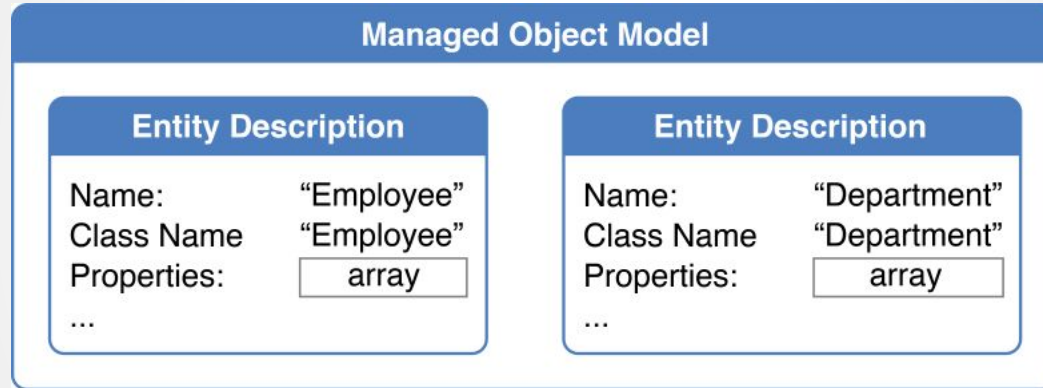 Managed Object Model
Entity Description
Name: “Employee”
Class Name “Employee”
Properties: array
...
Entity Description
Name: “Department”
Class Name “Department”
Properties: array
...